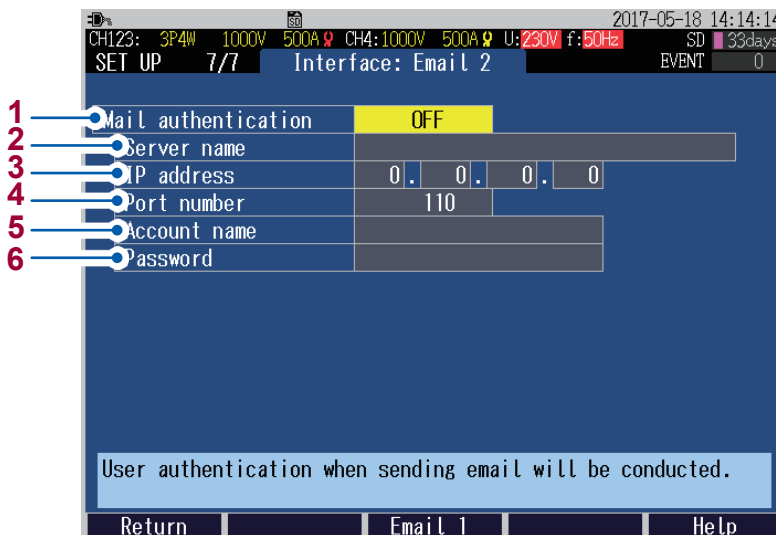 SD 2017-05-18 14:14:14
CH123: 3P4W 1000V 500A CH4:1000V 500A U:230V f:50Hz SD 33days
SET UP 7/7 Interface: Email 2 EVENT 0
1 Mail authentication OFF
2 Server name
3 IP address 0. 0. 0. 0
4 Port number 110
5 Account name
6 Password
User authentication when sending email will be conducted.
Return Email 1 Help